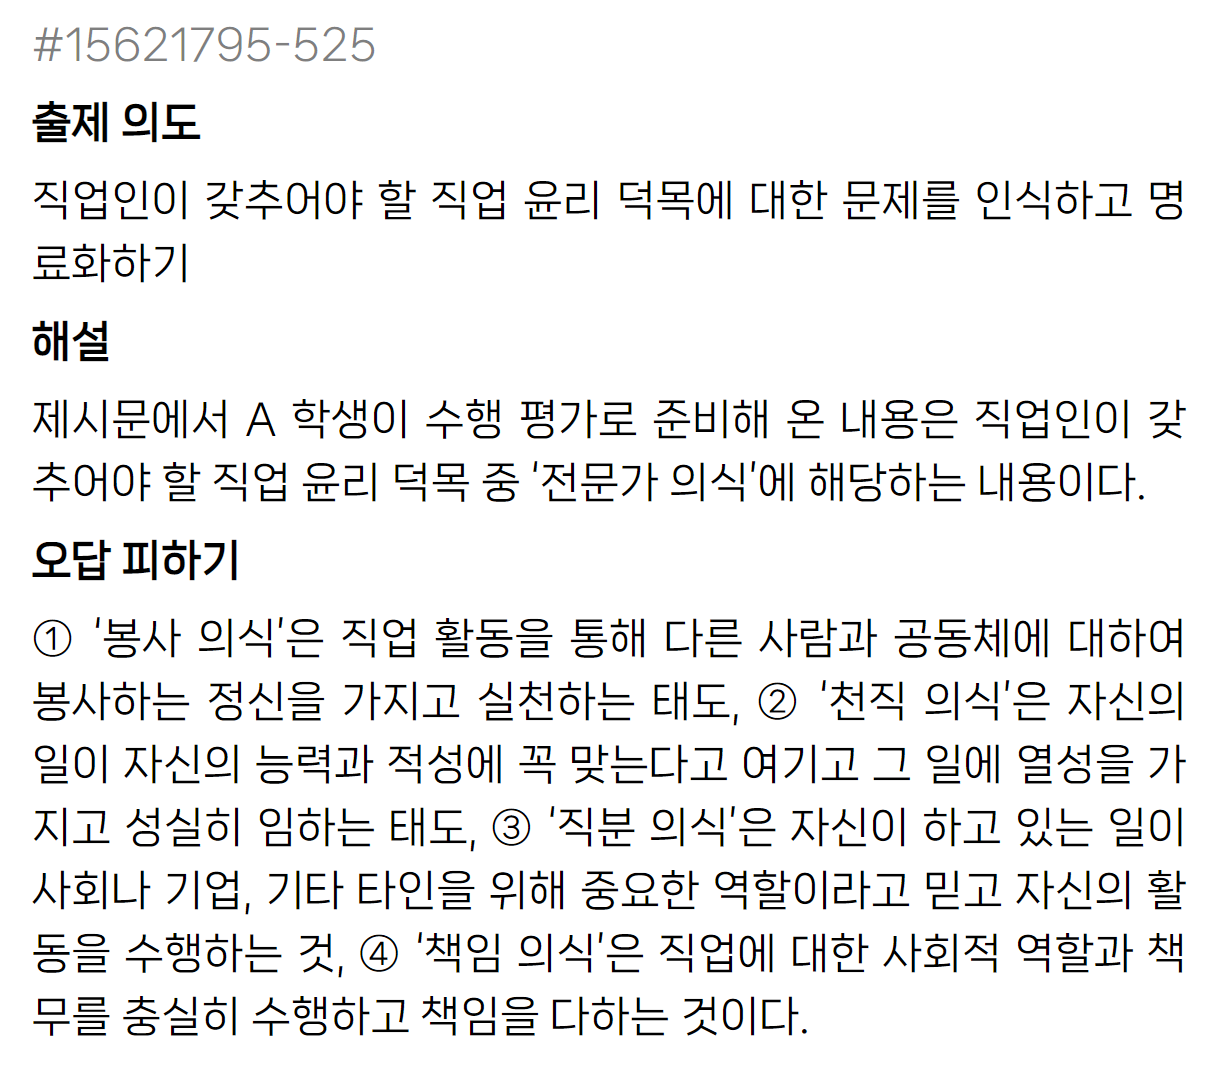 #15621795-525
출제 의도
직업인이 갖추어야 할 직업 윤리 덕목에 대한 문제를 인식하고 명
료화하기
해설
제시문에서 A 학생이 수행 평가로 준비해 온 내용은 직업인이 갖
추어야 할 직업 윤리 덕목 중 '전문가 의식'에 해당하는 내용이다.
오답 피하기
① '봉사 의식'은 직업 활동을 통해 다른 사람과 공동체에 대하여
봉사하는 정신을 가지고 실천하는 태도, ② '천직 의식'은 자신의
일이 자신의 능력과 적성에 꼭 맞는다고 여기고 그 일에 열성을 가
지고 성실히 임하는 태도, ③ '직분 의식'은 자신이 하고 있는 일이
사회나 기업, 기타 타인을 위해 중요한 역할이라고 믿고 자신의 활
동을 수행하는 것, ④ '책임 의식'은 직업에 대한 사회적 역할과 책
무를 충실히 수행하고 책임을 다하는 것이다.